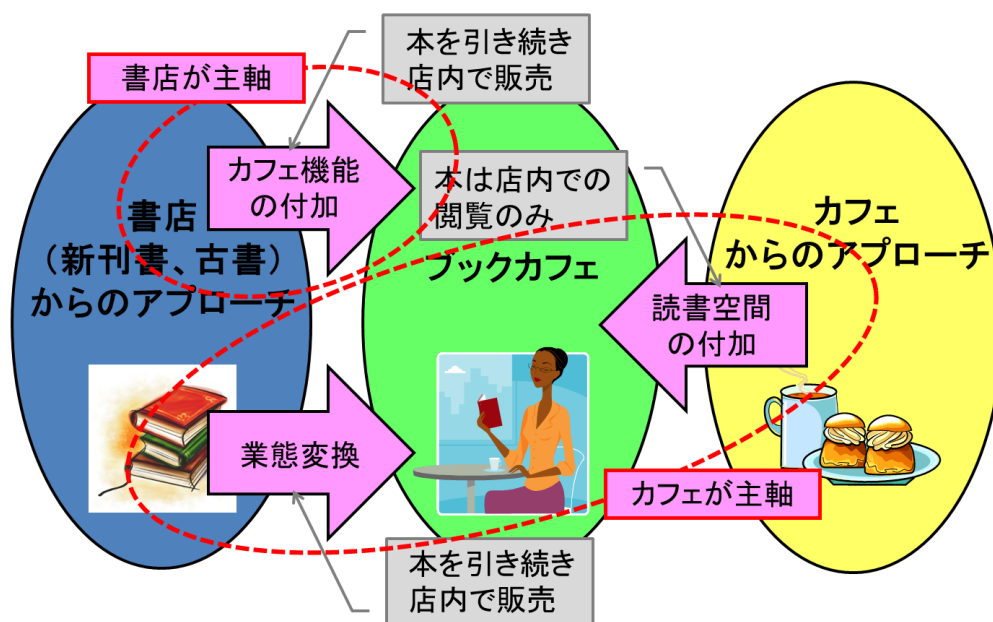 本を引き続き
店内で販売
書店が主軸
カフェ機能
の付加
本は店内での
閲覧のみ
書店
（新刊書、古書）
からのアプローチ
ブックカフェ
カフェ
からのアプローチ
読書空間
の付加
業態変換
カフェが主軸
本を引き続き
店内で販売